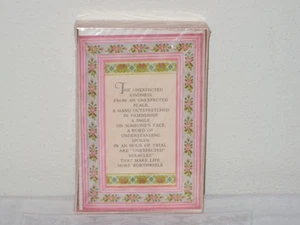 THE UNEXPECTED
KINDNESS
FROM AN UNEXPECTED
PLACE,
A HAND OUTSTRETCHED
IN FRIENDSHIP,
A SMILE
ON SOMEONE'S FACE,
A WORD OF
UNDERSTANDING
SPOKEN
IN AN HOUR OF TRIAL
ARE "UNEXPECTED
MIRACLES"
THAT MAKE LIFE
MORE WORTHWHILE